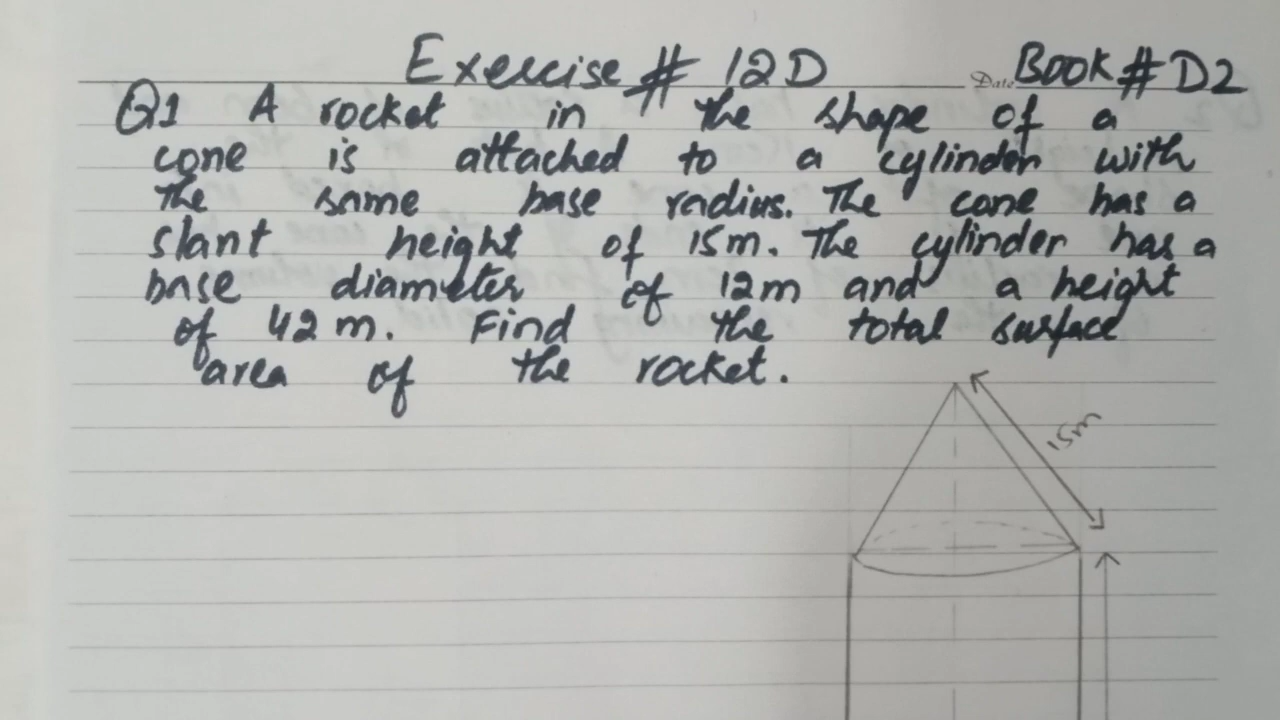 Exercise # 12D
Date
Book # D2
Q1 A rocket in the shape of a
cone is attached to a cylinder with
the same base radius. The cone has a
slant height of 15m. The cylinder has a
base diameter of 12m and a height
of 42m. Find the total surface
area of the rocket.
15m